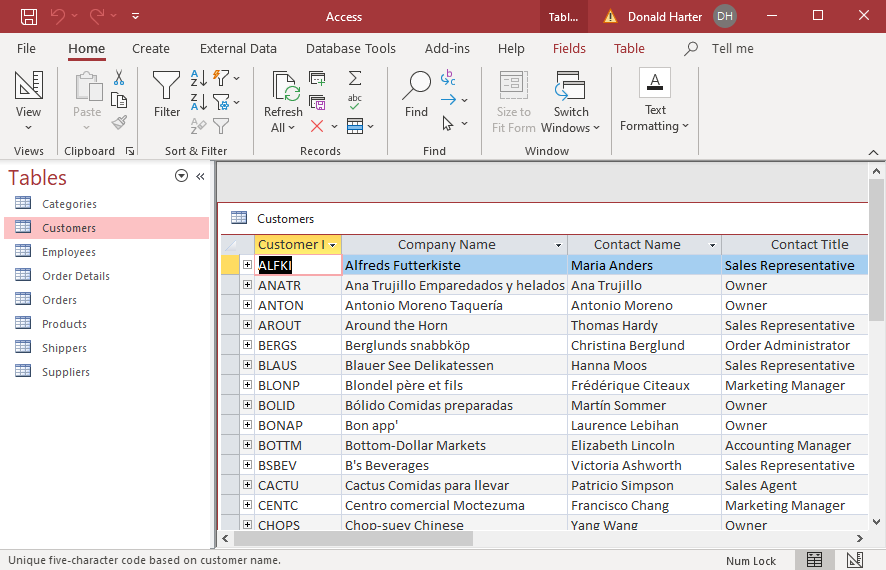 Access
Tabl...
Donald Harter
DH
File Home Create External Data Database Tools Add-ins Help Fields Table Tell me
View
Paste
Filter
Refresh All
abc
Find
Size to Fit Form
Switch Windows
A
Text Formatting
Views Clipboard Sort & Filter Records Find Window
Tables
Categories
Customers
Employees
Order Details
Orders
Products
Shippers
Suppliers
Customers
Customer I Company Name Contact Name Contact Title
ALFKI Alfreds Futterkiste Maria Anders Sales Representative
ANATR Ana Trujillo Emparedados y helados Ana Trujillo Owner
ANTON Antonio Moreno Taquería Antonio Moreno Owner
AROUT Around the Horn Thomas Hardy Sales Representative
BERGS Berglunds snabbköp Christina Berglund Order Administrator
BLAUS Blauer See Delikatessen Hanna Moos Sales Representative
BLONP Blondel père et fils Frédérique Citeaux Marketing Manager
BOLID Bólido Comidas preparadas Martín Sommer Owner
BONAP Bon app' Laurence Lebihan Owner
BOTTM Bottom-Dollar Markets Elizabeth Lincoln Accounting Manager
BSBEV B's Beverages Victoria Ashworth Sales Representative
CACTU Cactus Comidas para llevar Patricio Simpson Sales Agent
CENTC Centro comercial Moctezuma Francisco Chang Marketing Manager
CHOPS Chop-suey Chinese Yang Wang Owner
Unique five-character code based on customer name.
Num Lock